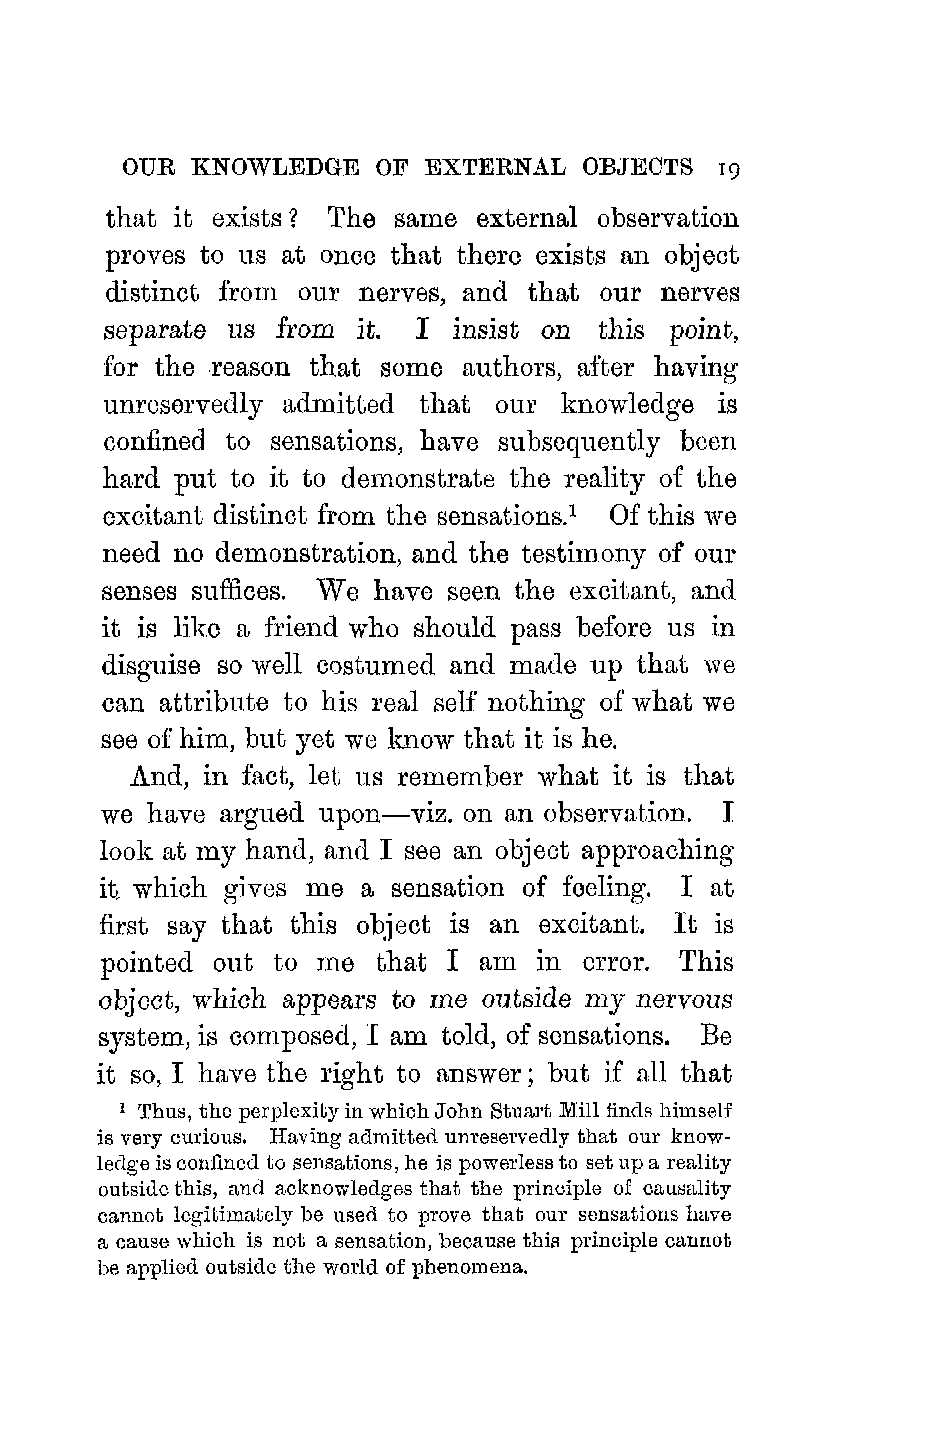 OUR KNOWLEDGE OF EXTERNAL OBJECTS 19
that it exists? The same external observation
proves to us at once that there exists an object
distinct from our nerves, and that our nerves
separate us from it. I insist on this point,
for the reason that some authors, after having
unreservedly admitted that our knowledge is
confined to sensations, have subsequently been
hard put to it to demonstrate the reality of the
excitant distinct from the sensations.¹ Of this we
need no demonstration, and the testimony of our
senses suffices. We have seen the excitant, and
it is like a friend who should pass before us in
disguise so well costumed and made up that we
can attribute to his real self nothing of what we
see of him, but yet we know that it is he.
And, in fact, let us remember what it is that
we have argued upon—viz. on an observation. I
look at my hand, and I see an object approaching
it which gives me a sensation of feeling. I at
first say that this object is an excitant. It is
pointed out to me that I am in error. This
object, which appears to me outside my nervous
system, is composed, I am told, of sensations. Be
it so, I have the right to answer; but if all that
¹ Thus, the perplexity in which John Stuart Mill finds himself
is very curious. Having admitted unreservedly that our know-
ledge is confined to sensations, he is powerless to set up a reality
outside this, and acknowledges that the principle of causality
cannot legitimately be used to prove that our sensations have
a cause which is not a sensation, because this principle cannot
be applied outside the world of phenomena.